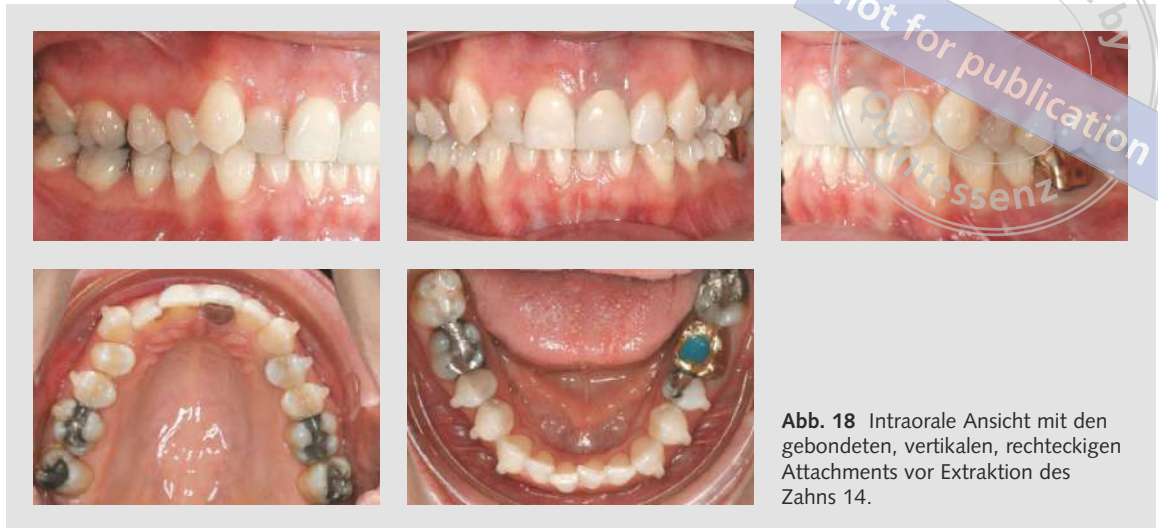 by
not for publication
Quintessenz
Abb. 18 Intraorale Ansicht mit den
gebondeten, vertikalen, rechteckigen
Attachments vor Extraktion des
Zahns 14.